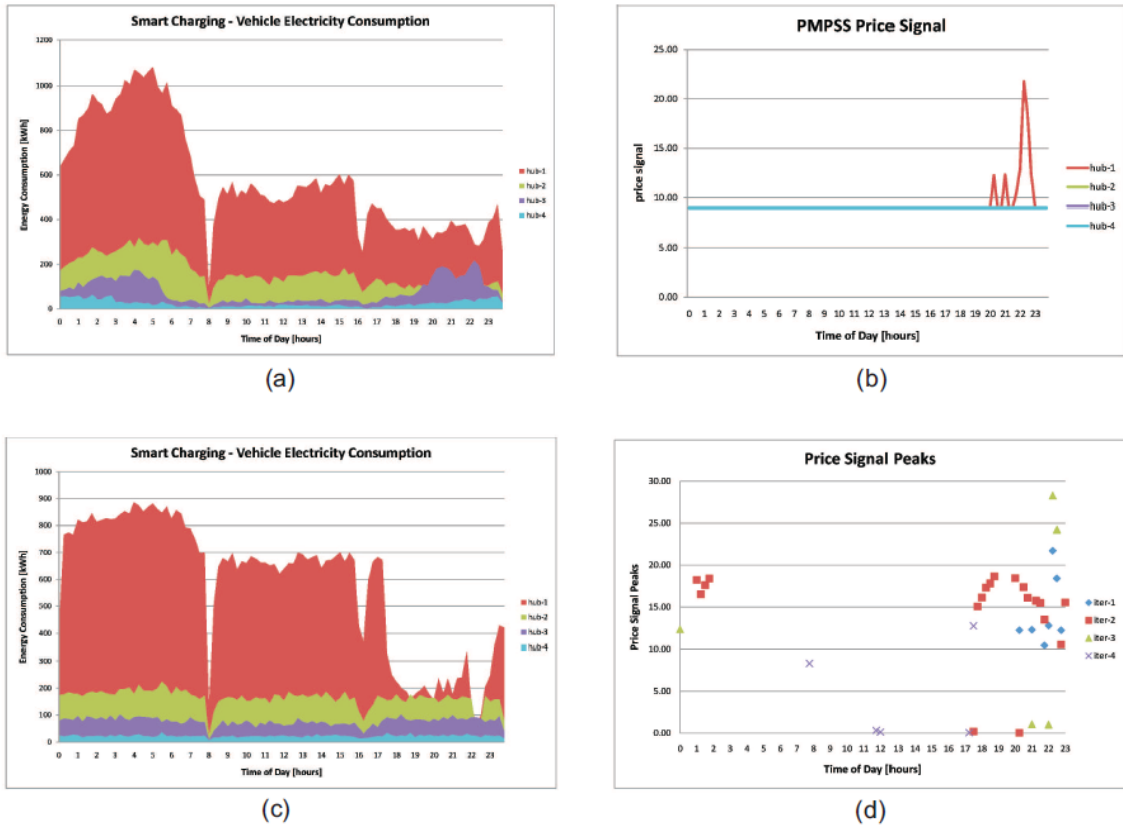 Smart Charging - Vehicle Electricity Consumption
Energy Consumption [kWh]
1200
1000
800
600
400
200
0
0 1 2 3 4 5 6 7 8 9 10 11 12 13 14 15 16 17 18 19 20 21 22 23
Time of Day [hours]
hub-1
hub-2
hub-3
hub-4
(a)
PMPSS Price Signal
price signal
25.00
20.00
15.00
10.00
5.00
0.00
0 1 2 3 4 5 6 7 8 9 10 11 12 13 14 15 16 17 18 19 20 21 22 23
Time of Day [hours]
hub-1
hub-2
hub-3
hub-4
(b)
Smart Charging - Vehicle Electricity Consumption
Energy Consumption [kWh]
1000
900
800
700
600
500
400
300
200
100
0
0 1 2 3 4 5 6 7 8 9 10 11 12 13 14 15 16 17 18 19 20 21 22 23
Time of Day [hours]
hub-1
hub-2
hub-3
hub-4
(c)
Price Signal Peaks
Price Signal Peaks
30.00
25.00
20.00
15.00
10.00
5.00
0.00
0 1 2 3 4 5 6 7 8 9 10 11 12 13 14 15 16 17 18 19 20 21 22 23
Time of Day [hours]
iter-1
iter-2
iter-3
iter-4
(d)